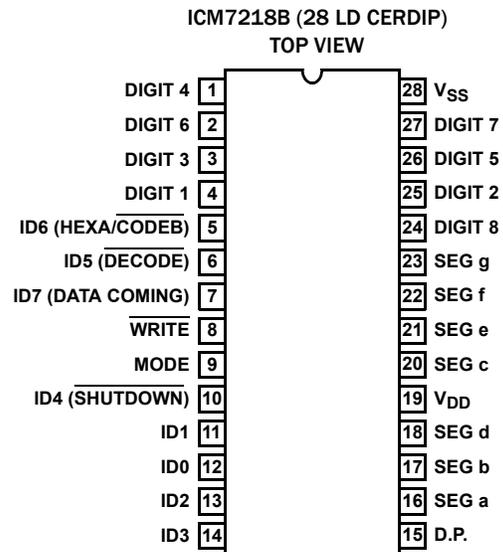 ICM7218B (28 LD CERDIP)
TOP VIEW
DIGIT 4 1 28 VSS
DIGIT 6 2 27 DIGIT 7
DIGIT 3 3 26 DIGIT 5
DIGIT 1 4 25 DIGIT 2
ID6 (HEXA/CODEB) 5 24 DIGIT 8
ID5 (DECODE) 6 23 SEG g
ID7 (DATA COMING) 7 22 SEG f
WRITE 8 21 SEG e
MODE 9 20 SEG c
ID4 (SHUTDOWN) 10 19 VDD
ID1 11 18 SEG d
ID0 12 17 SEG b
ID2 13 16 SEG a
ID3 14 15 D.P.